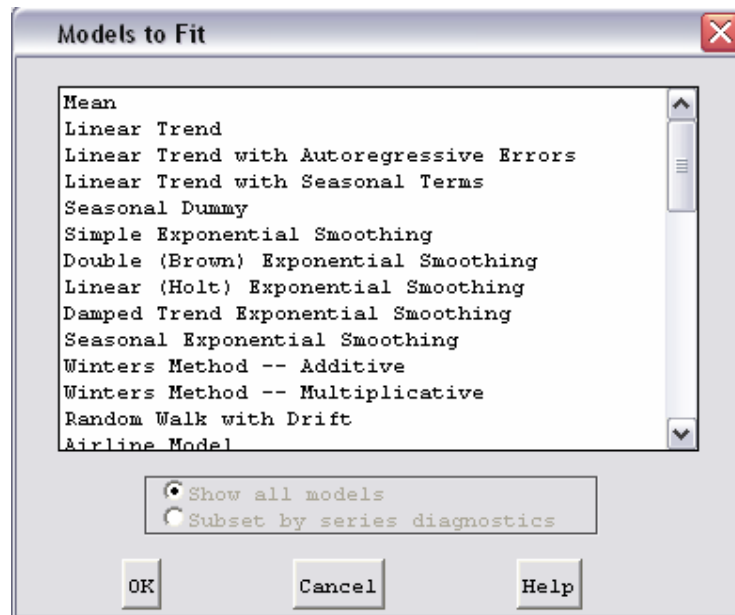 Models to Fit
Mean
Linear Trend
Linear Trend with Autoregressive Errors
Linear Trend with Seasonal Terms
Seasonal Dummy
Simple Exponential Smoothing
Double (Brown) Exponential Smoothing
Linear (Holt) Exponential Smoothing
Damped Trend Exponential Smoothing
Seasonal Exponential Smoothing
Winters Method -- Additive
Winters Method -- Multiplicative
Random Walk with Drift
Airline Model
Show all models
Subset by series diagnostics
OK Cancel Help